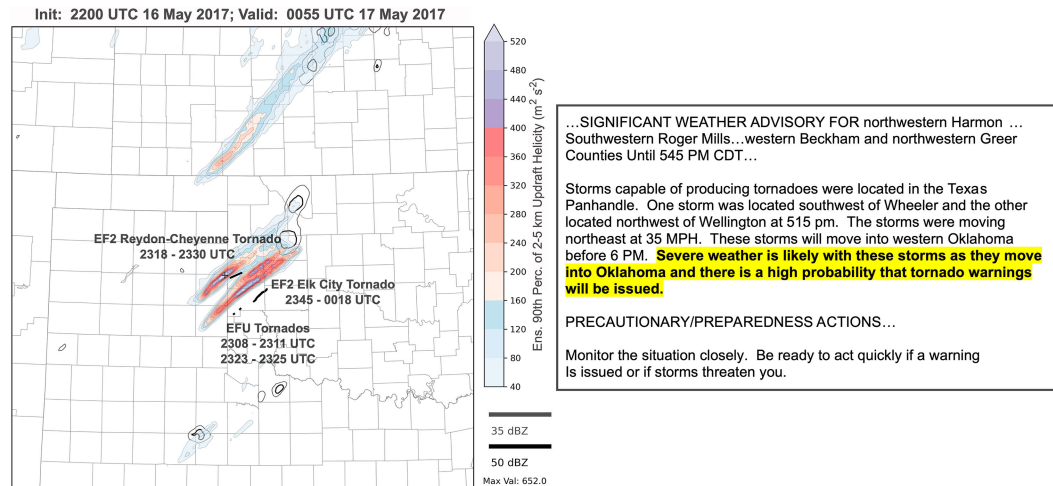 Init: 2200 UTC 16 May 2017; Valid: 0055 UTC 17 May 2017
EF2 Reydon-Cheyenne Tornado
2318 - 2330 UTC
EF2 Elk City Tornado
2345 - 0018 UTC
EFU Tornados
2308 - 2311 UTC
2323 - 2325 UTC
520
480
440
400
360
320
280
240
200
160
120
80
40
Ens. 90th Perc. of 2-5 km Updraft Helicity (m² s⁻²)
35 dBZ
50 dBZ
Max Val: 652.0
…SIGNIFICANT WEATHER ADVISORY FOR northwestern Harmon …
Southwestern Roger Mills…western Beckham and northwestern Greer
Counties Until 545 PM CDT…
Storms capable of producing tornadoes were located in the Texas
Panhandle. One storm was located southwest of Wheeler and the other
located northwest of Wellington at 515 pm. The storms were moving
northeast at 35 MPH. These storms will move into western Oklahoma
before 6 PM. Severe weather is likely with these storms as they move
into Oklahoma and there is a high probability that tornado warnings
will be issued.
PRECAUTIONARY/PREPAREDNESS ACTIONS…
Monitor the situation closely. Be ready to act quickly if a warning
Is issued or if storms threaten you.